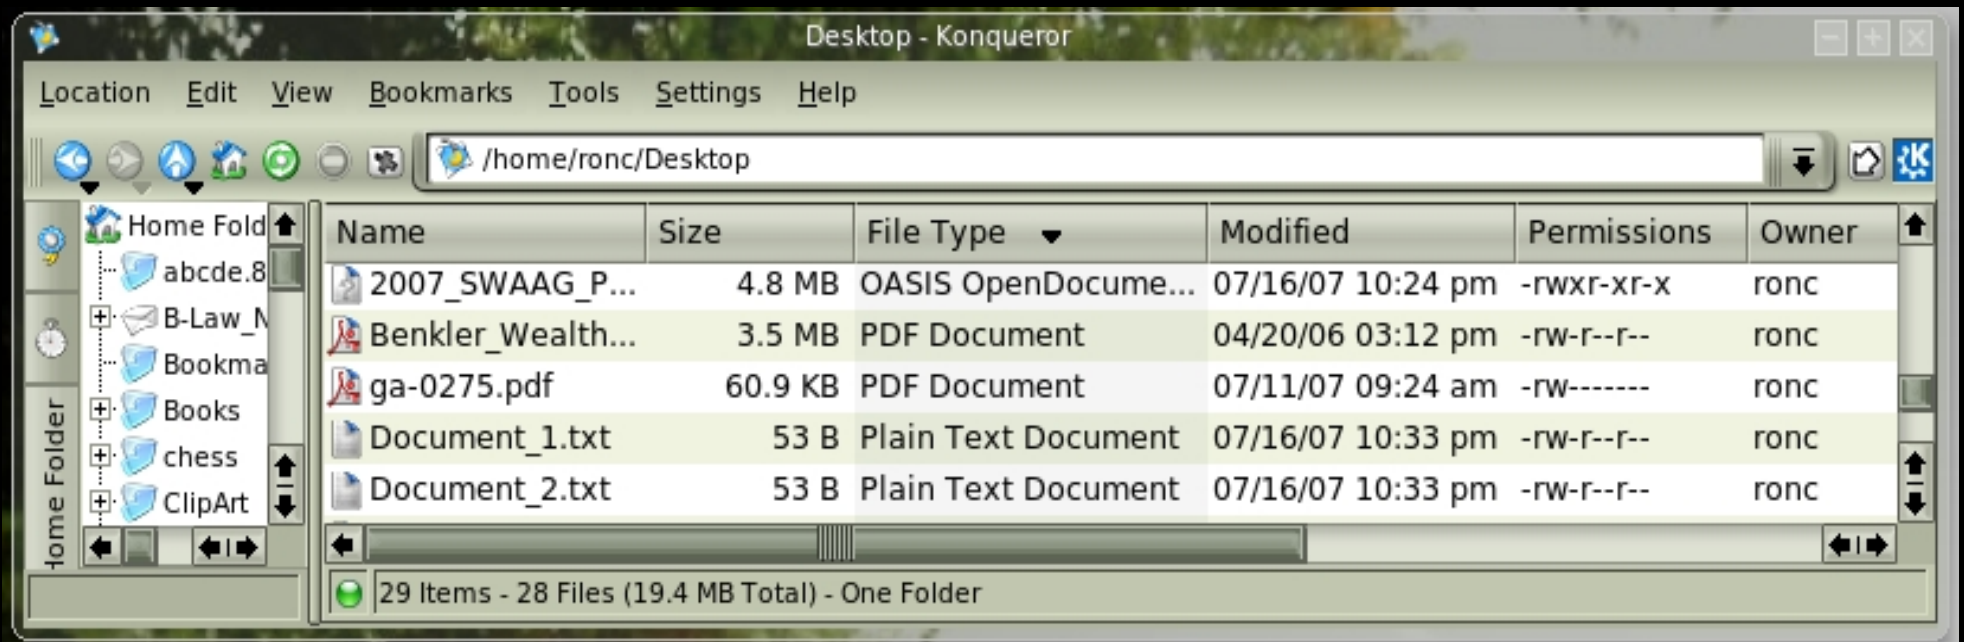 Desktop - Konqueror
Location Edit View Bookmarks Tools Settings Help
/home/ronc/Desktop
Home Folder
Home Fold
abcde.8
B-Law_N
Bookma
Books
chess
ClipArt
Name Size File Type Modified Permissions Owner
2007_SWAAG_P... 4.8 MB OASIS OpenDocume... 07/16/07 10:24 pm -rwxr-xr-x ronc
Benkler_Wealth... 3.5 MB PDF Document 04/20/06 03:12 pm -rw-r--r-- ronc
ga-0275.pdf 60.9 KB PDF Document 07/11/07 09:24 am -rw------- ronc
Document_1.txt 53 B Plain Text Document 07/16/07 10:33 pm -rw-r--r-- ronc
Document_2.txt 53 B Plain Text Document 07/16/07 10:33 pm -rw-r--r-- ronc
29 Items - 28 Files (19.4 MB Total) - One Folder